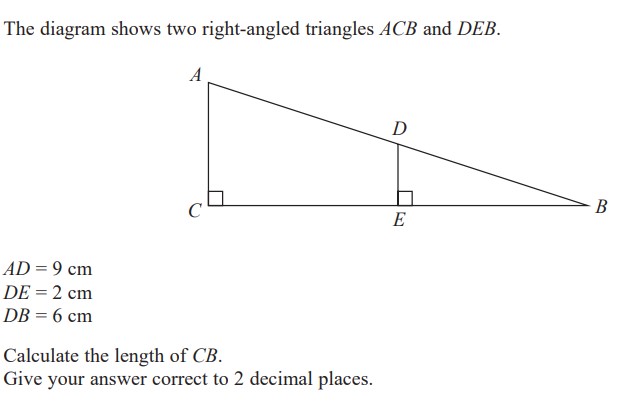 The diagram shows two right-angled triangles ACB and DEB.
A
D
C
E
B
AD = 9 cm
DE = 2 cm
DB = 6 cm
Calculate the length of CB.
Give your answer correct to 2 decimal places.